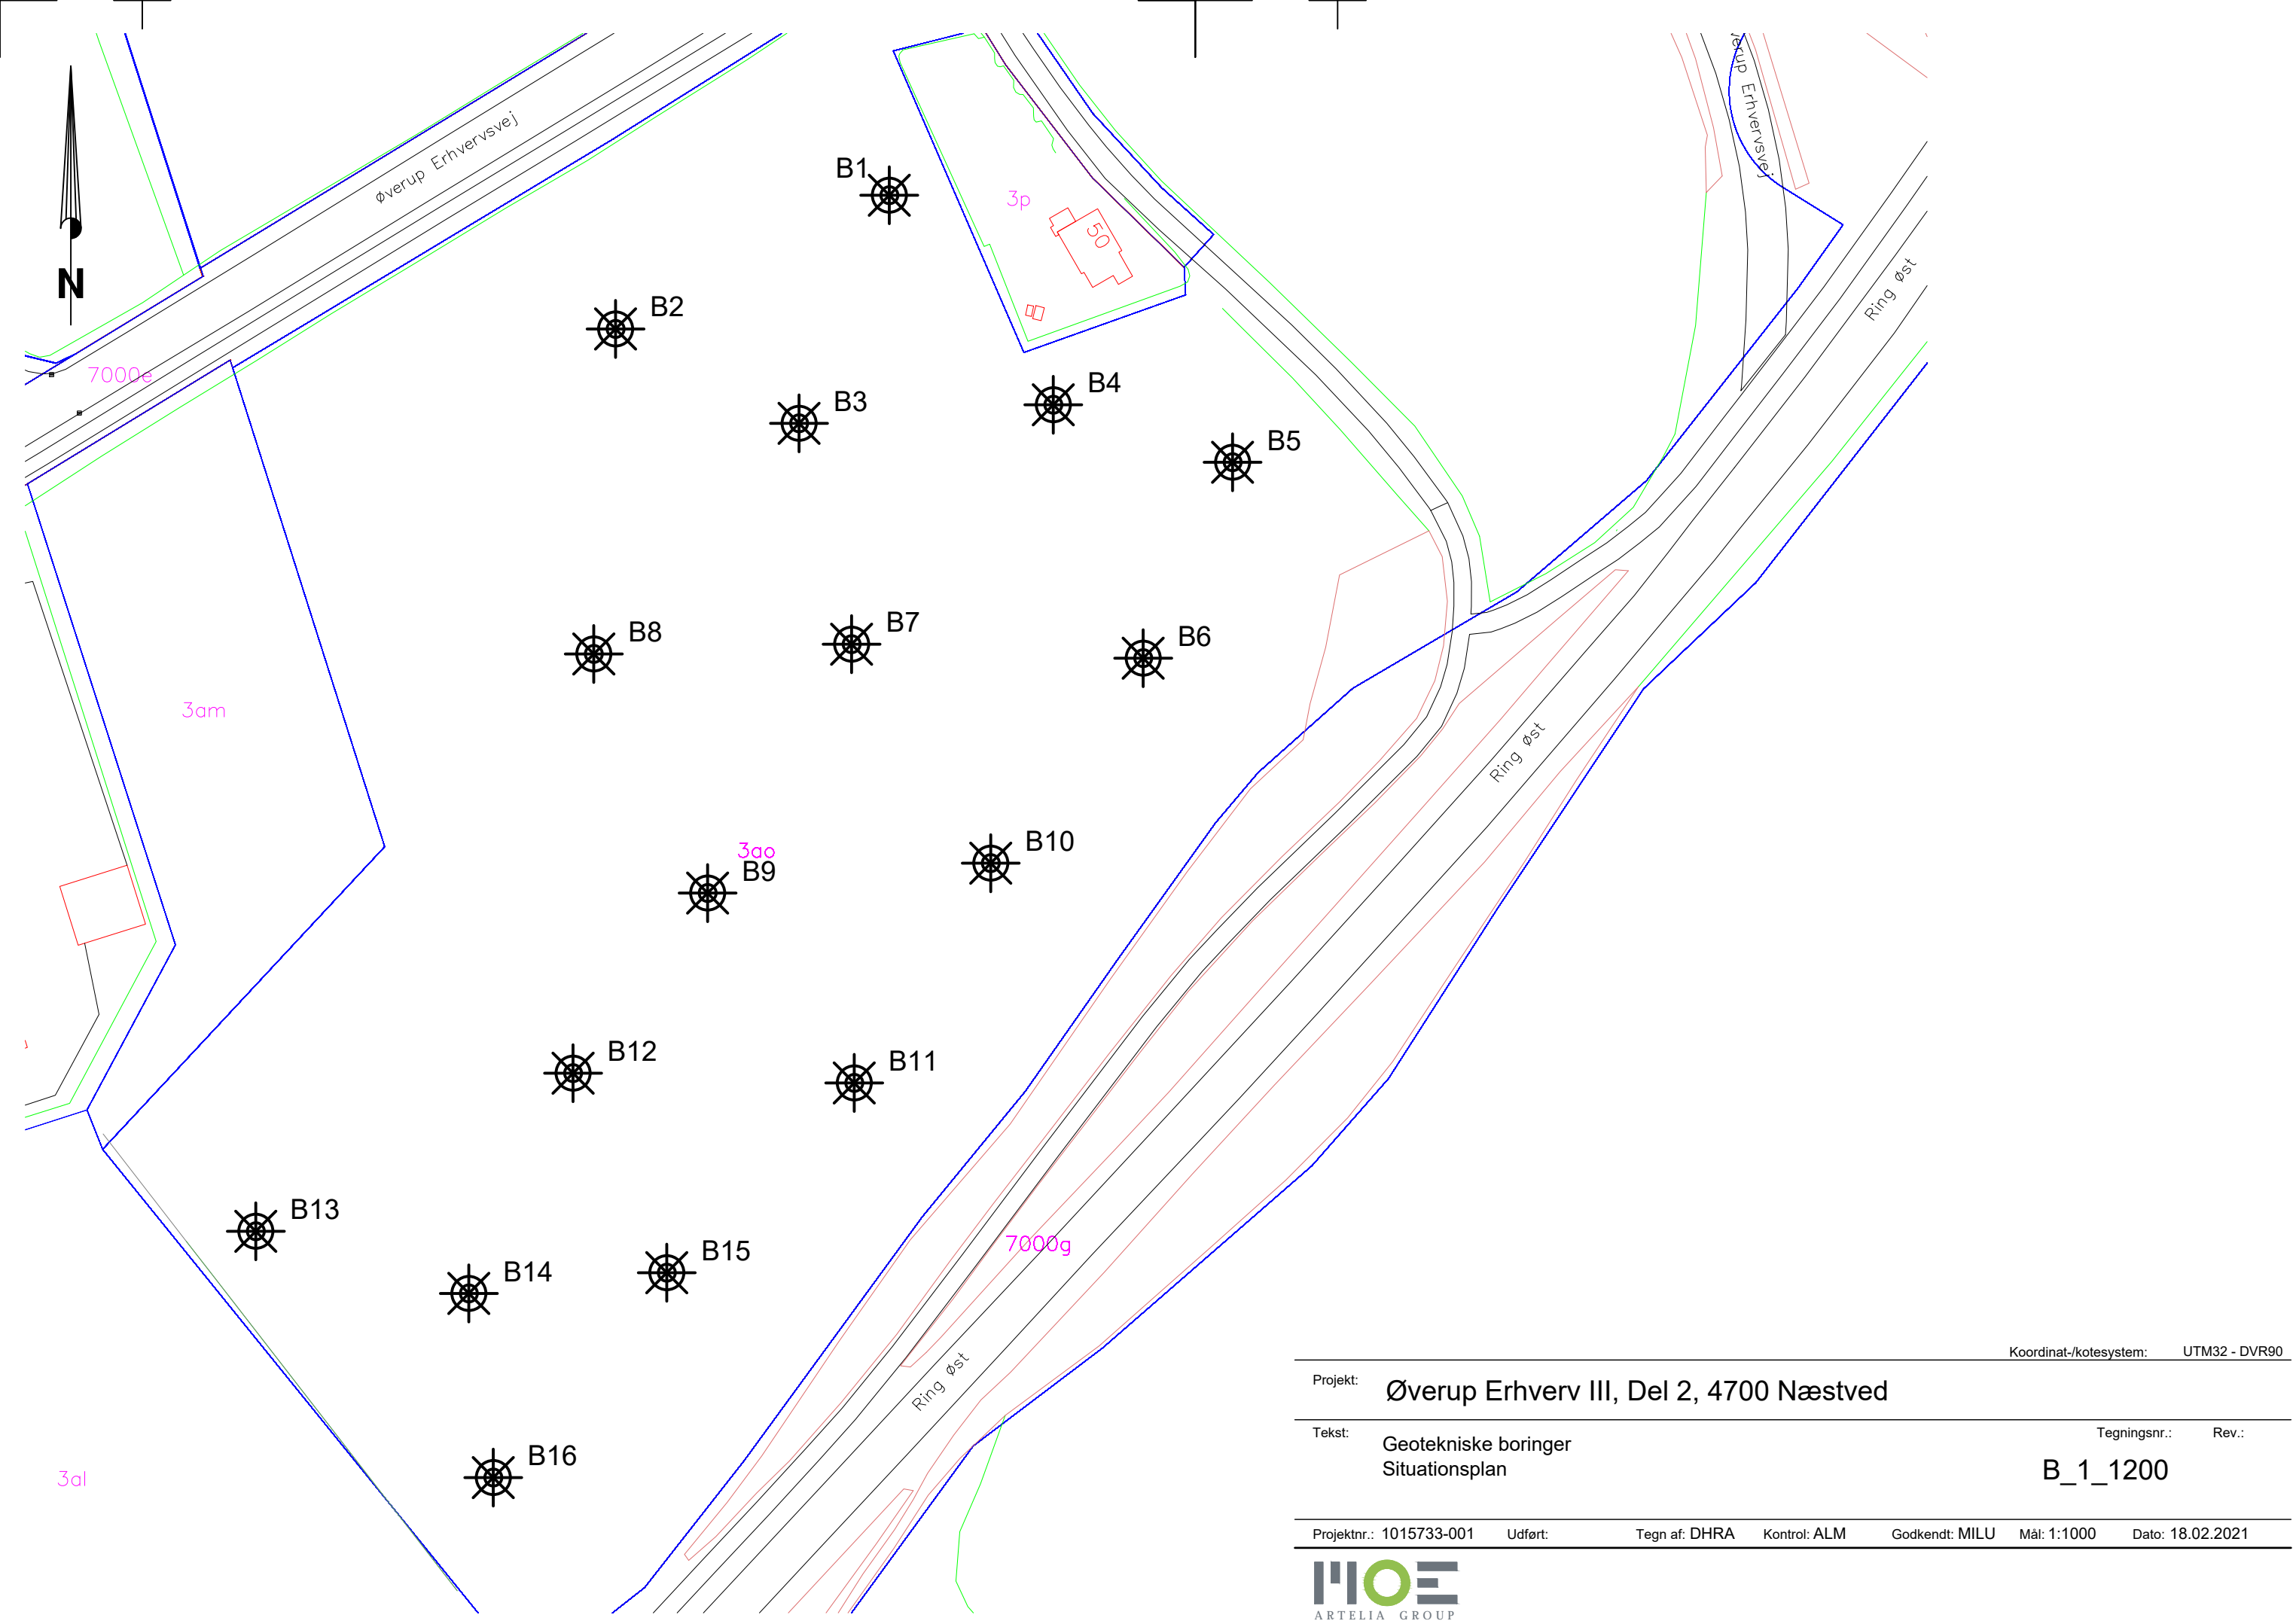 Øverup Erhvervsvej
verup Erhvervsvej
B1
3p
50
Ring Øst
N
B2
7000e
B3
B4
B5
B8
B7
B6
3am
Ring Øst
3ao
B9
B10
B12
B11
B13
7000g
B14
B15
Ring Øst
B16
3al
Koordinat-/kotesystem: UTM32 - DVR90
Projekt: Øverup Erhverv III, Del 2, 4700 Næstved
Tekst: Geotekniske boringer
Situationsplan
Tegningsnr.: Rev.:
B_1_1200
Projektnr.: 1015733-001 Udført: Tegn af: DHRA Kontrol: ALM Godkendt: MILU Mål: 1:1000 Dato: 18.02.2021
MOE
ARTELIA GROUP